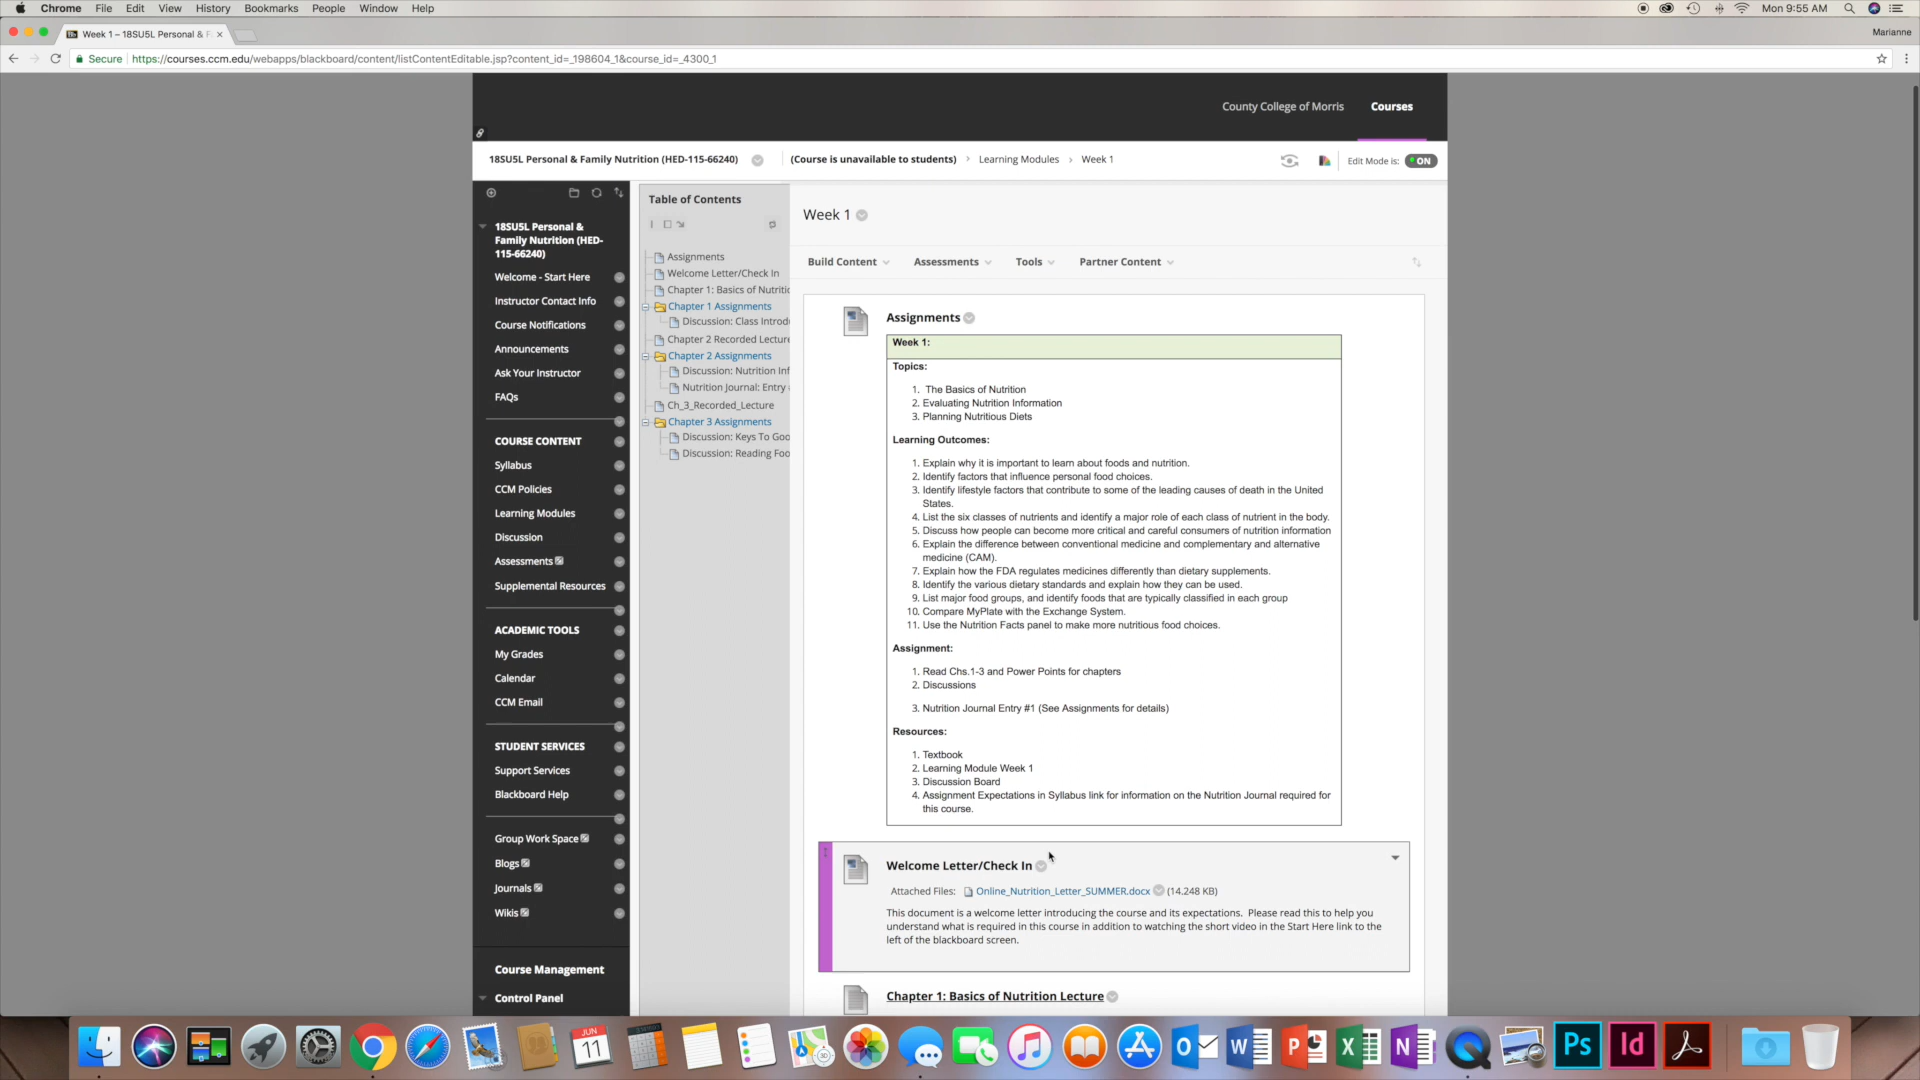 Chrome File Edit View History Bookmarks People Window Help
Mon 9:55 AM
Week 1 – 18SU5L Personal &
Marianne
Secure https://courses.ccm.edu/webapps/blackboard/content/listContentEditable.jsp?content_id=_198604_1&course_id=_4300_1
County College of Morris Courses
18SU5L Personal & Family Nutrition (HED-115-66240) (Course is unavailable to students) > Learning Modules > Week 1
Edit Mode is: ON
18SU5L Personal &
Family Nutrition (HED-
115-66240)
Welcome - Start Here
Instructor Contact Info
Course Notifications
Announcements
Ask Your Instructor
FAQs
COURSE CONTENT
Syllabus
CCM Policies
Learning Modules
Discussion
Assessments
Supplemental Resources
ACADEMIC TOOLS
My Grades
Calendar
CCM Email
STUDENT SERVICES
Support Services
Blackboard Help
Group Work Space
Blogs
Journals
Wikis
Course Management
Control Panel
Table of Contents
Assignments
Welcome Letter/Check In
Chapter 1: Basics of Nutriti
Chapter 1 Assignments
Discussion: Class Introd
Chapter 2 Recorded Lecture
Chapter 2 Assignments
Discussion: Nutrition Inf
Nutrition Journal: Entry
Ch_3_Recorded_Lecture
Chapter 3 Assignments
Discussion: Keys To Goo
Discussion: Reading Foo
Week 1
Build Content Assessments Tools Partner Content
Assignments
Week 1:
Topics:
1. The Basics of Nutrition
2. Evaluating Nutrition Information
3. Planning Nutritious Diets
Learning Outcomes:
1. Explain why it is important to learn about foods and nutrition.
2. Identify factors that influence personal food choices.
3. Identify lifestyle factors that contribute to some of the leading causes of death in the United
States.
4. List the six classes of nutrients and identify a major role of each class of nutrient in the body.
5. Discuss how people can become more critical and careful consumers of nutrition information
6. Explain the difference between conventional medicine and complementary and alternative
medicine (CAM).
7. Explain how the FDA regulates medicines differently than dietary supplements.
8. Identify the various dietary standards and explain how they can be used.
9. List major food groups, and identify foods that are typically classified in each group
10. Compare MyPlate with the Exchange System.
11. Use the Nutrition Facts panel to make more nutritious food choices.
Assignment:
1. Read Chs.1-3 and Power Points for chapters
2. Discussions
3. Nutrition Journal Entry #1 (See Assignments for details)
Resources:
1. Textbook
2. Learning Module Week 1
3. Discussion Board
4. Assignment Expectations in Syllabus link for information on the Nutrition Journal required for
this course.
Welcome Letter/Check In
Attached Files: Online_Nutrition_Letter_SUMMER.docx (14.248 KB)
This document is a welcome letter introducing the course and its expectations. Please read this to help you
understand what is required in this course in addition to watching the short video in the Start Here link to the
left of the blackboard screen.
Chapter 1: Basics of Nutrition Lecture
JUN
11
Ps
Id